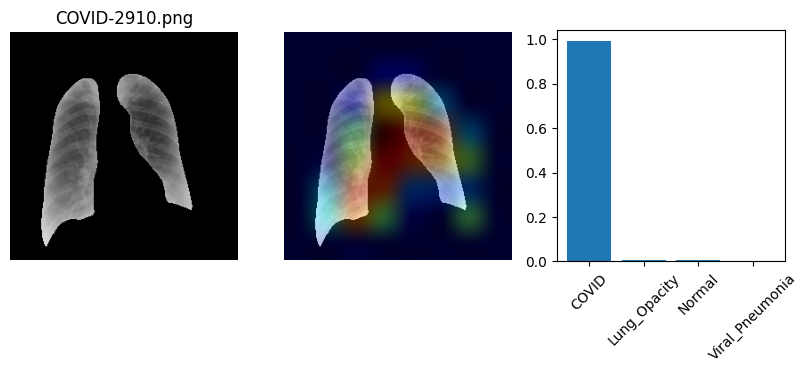 COVID-2910.png
1.0
0.8
0.6
0.4
0.2
0.0
COVID
Lung_Opacity
Normal
Viral_Pneumonia